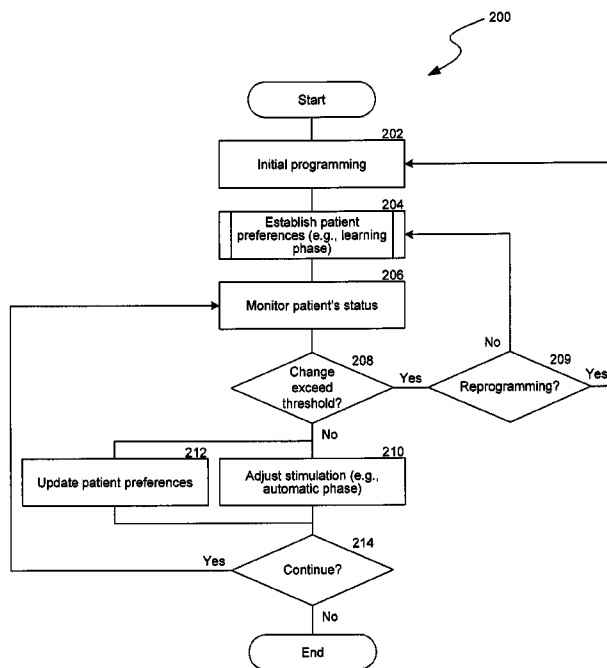 200
Start
202
Initial programming
204
Establish patient
preferences (e.g., learning
phase)
206
Monitor patient's status
208
Change
exceed
threshold?
Yes
No
209
Reprogramming?
Yes
No
212
Update patient preferences
210
Adjust stimulation (e.g.,
automatic phase)
214
Yes
Continue?
No
End